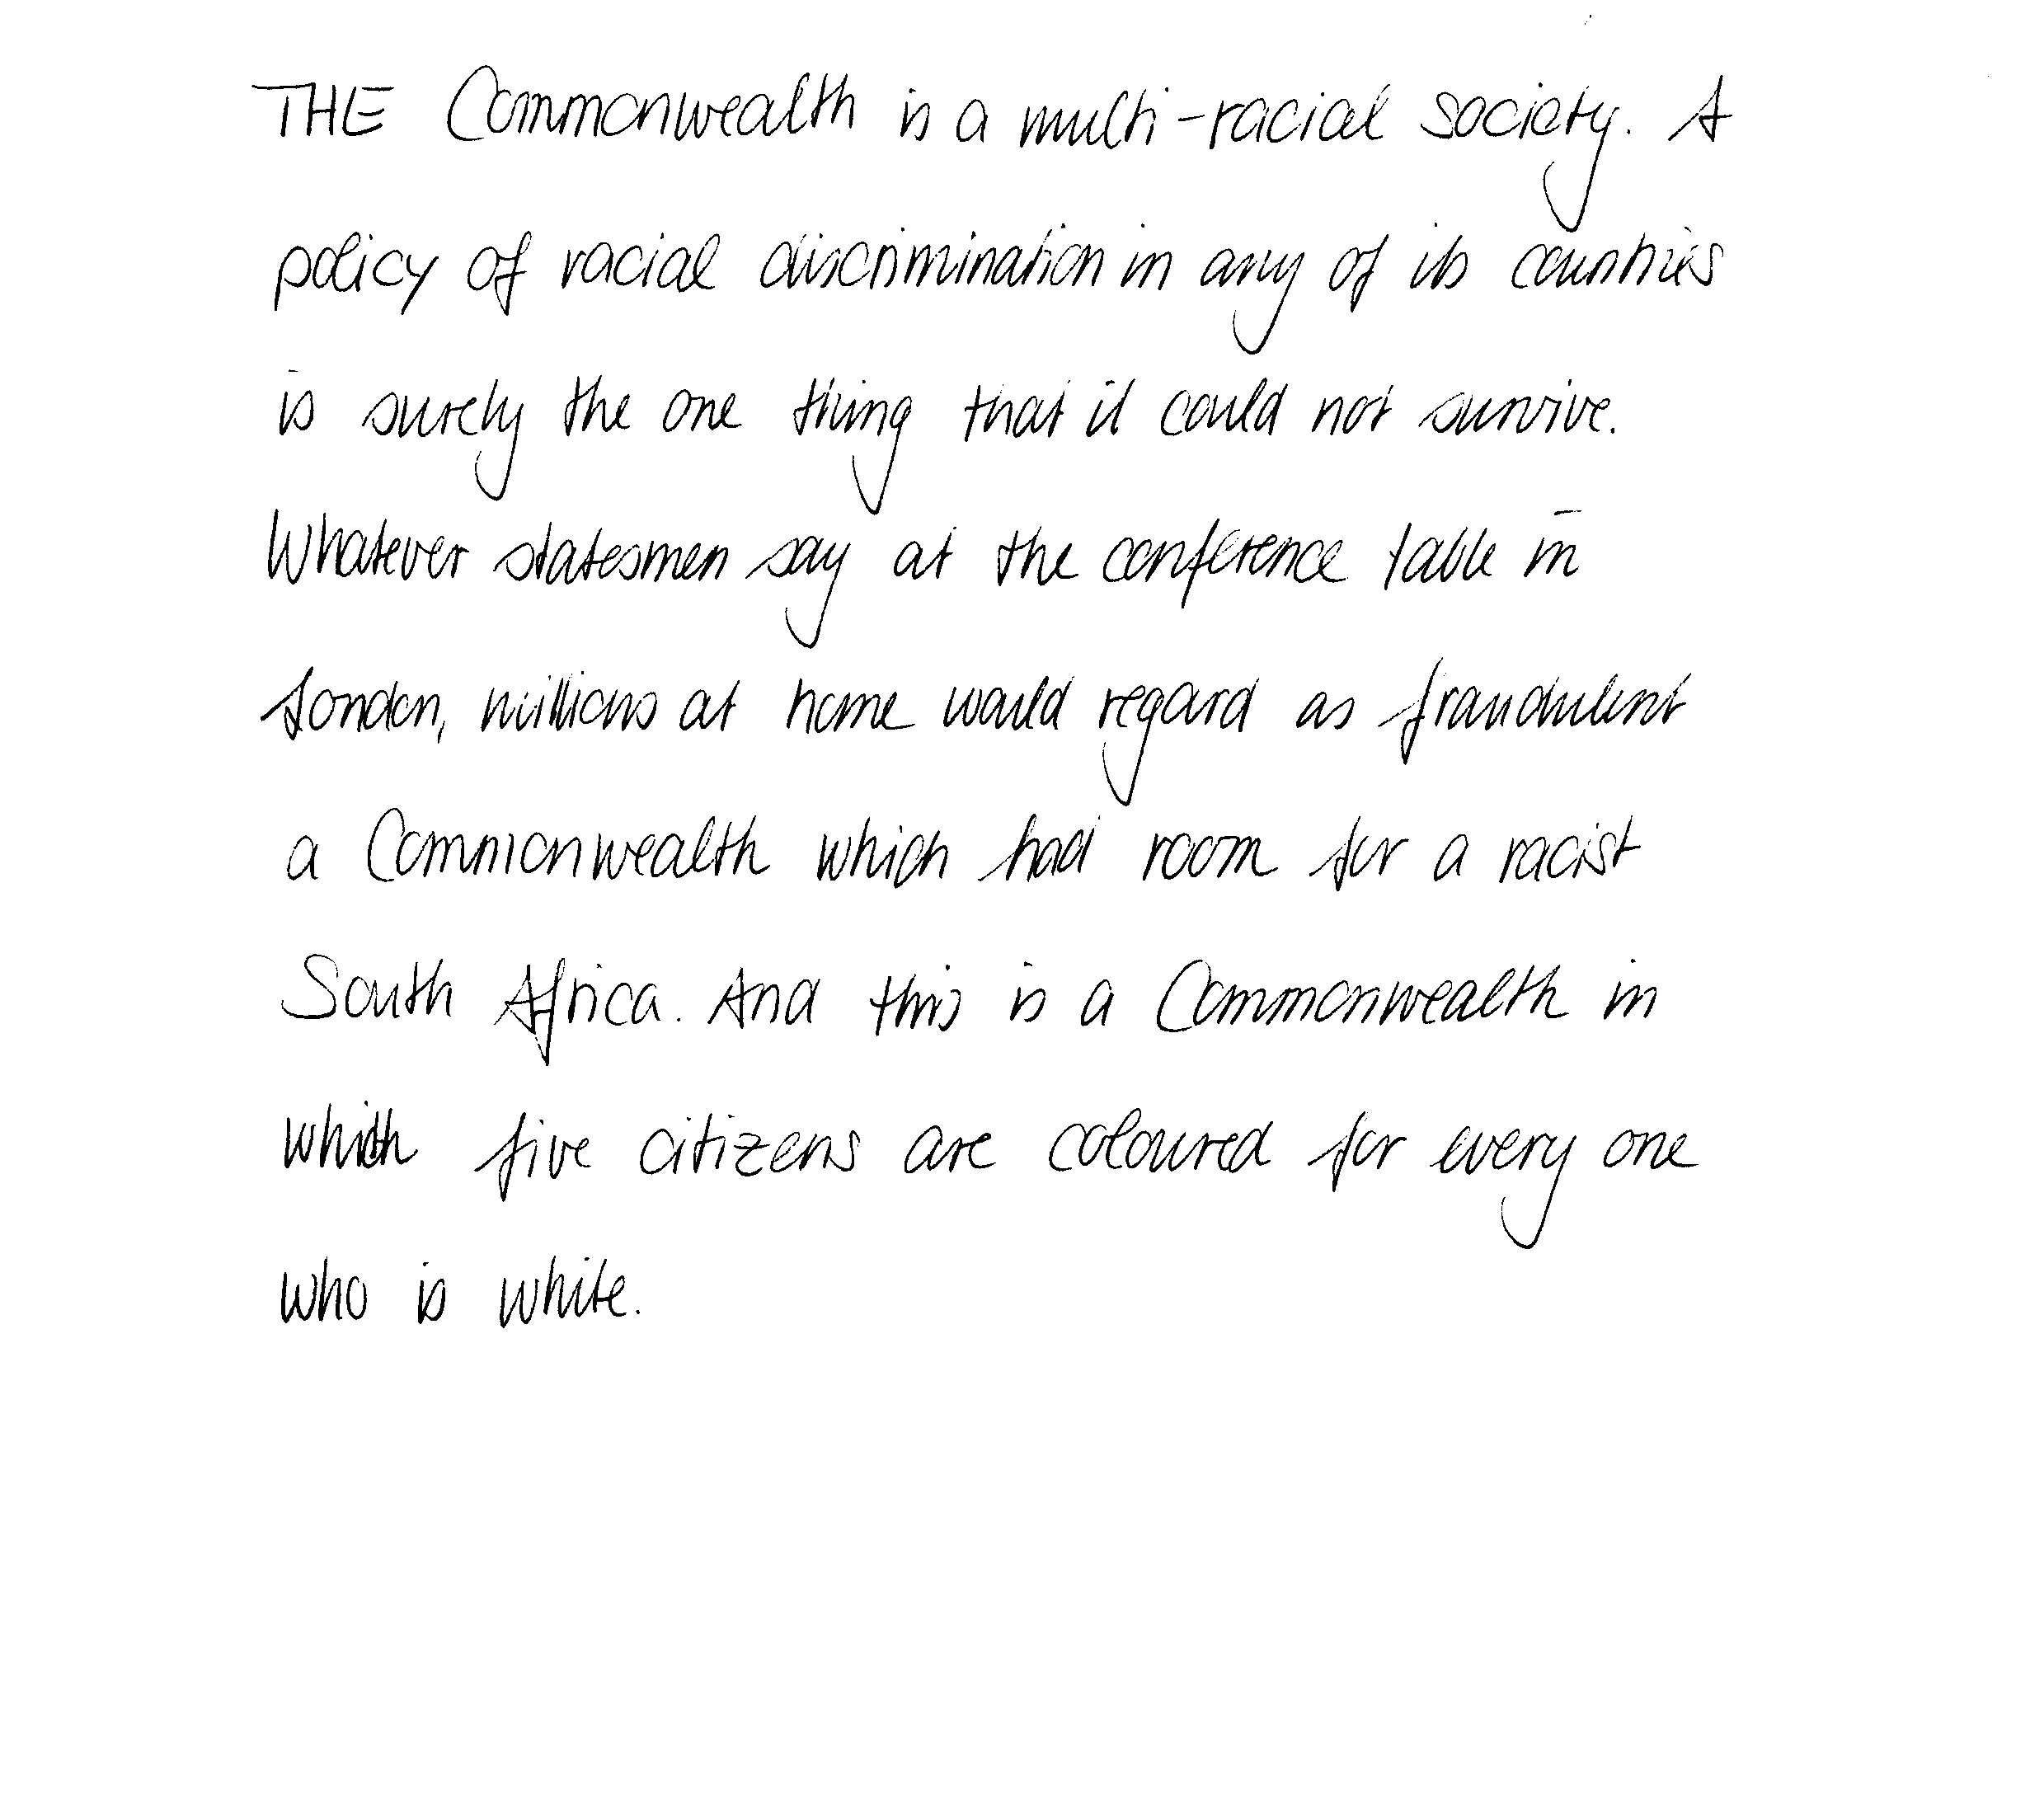 THE Commonwealth is a multi-racial society. A
policy of racial discrimination in any of its countries
is surely the one thing that it could not survive.
Whatever statesmen say at the conference table in
London, millions at home would regard as fraudulent
a Commonwealth which had room for a racist
South Africa. And this is a Commonwealth in
which five citizens are coloured for every one
who is white.